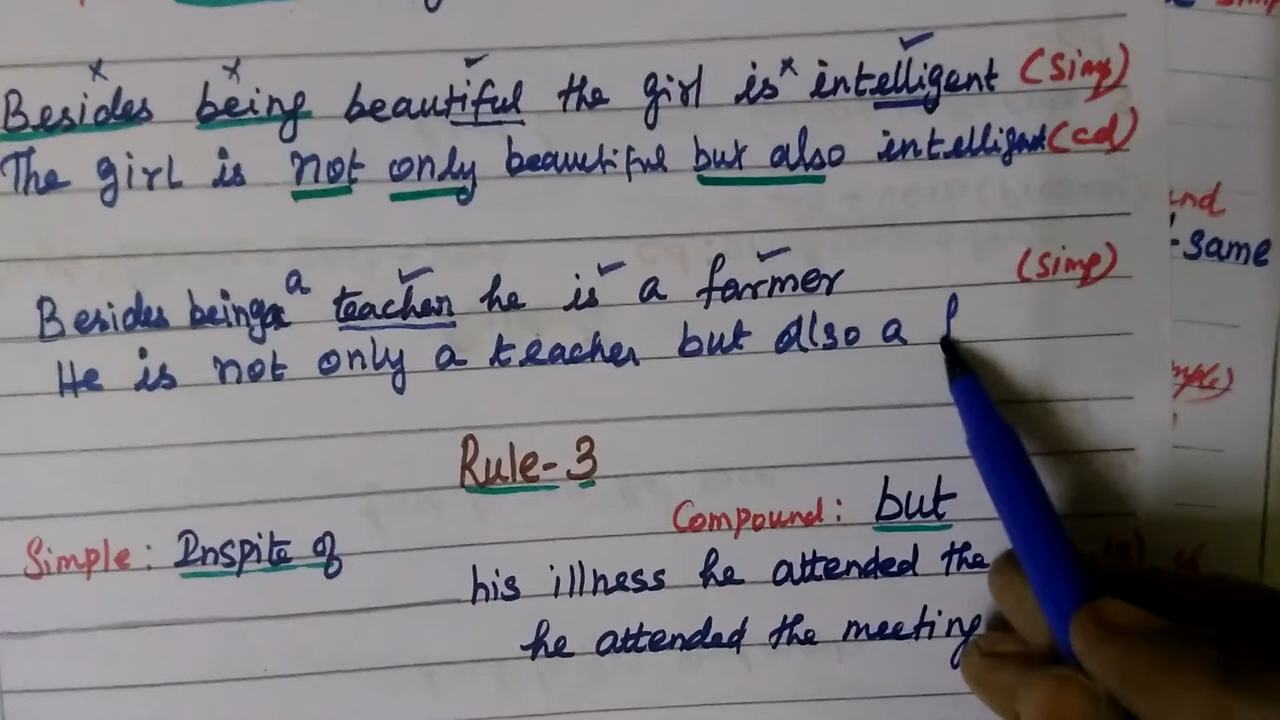 Besides being beautiful the girl is intelligent (Simp)
The girl is not only beautiful but also intelligent (cd)
nd
-same
Besides being a teacher he is a farmer (Simp)
He is not only a teacher but also a f
Rule-3
Simple: Inspite of
Compound: but
his illness he attended the
he attended the meeting